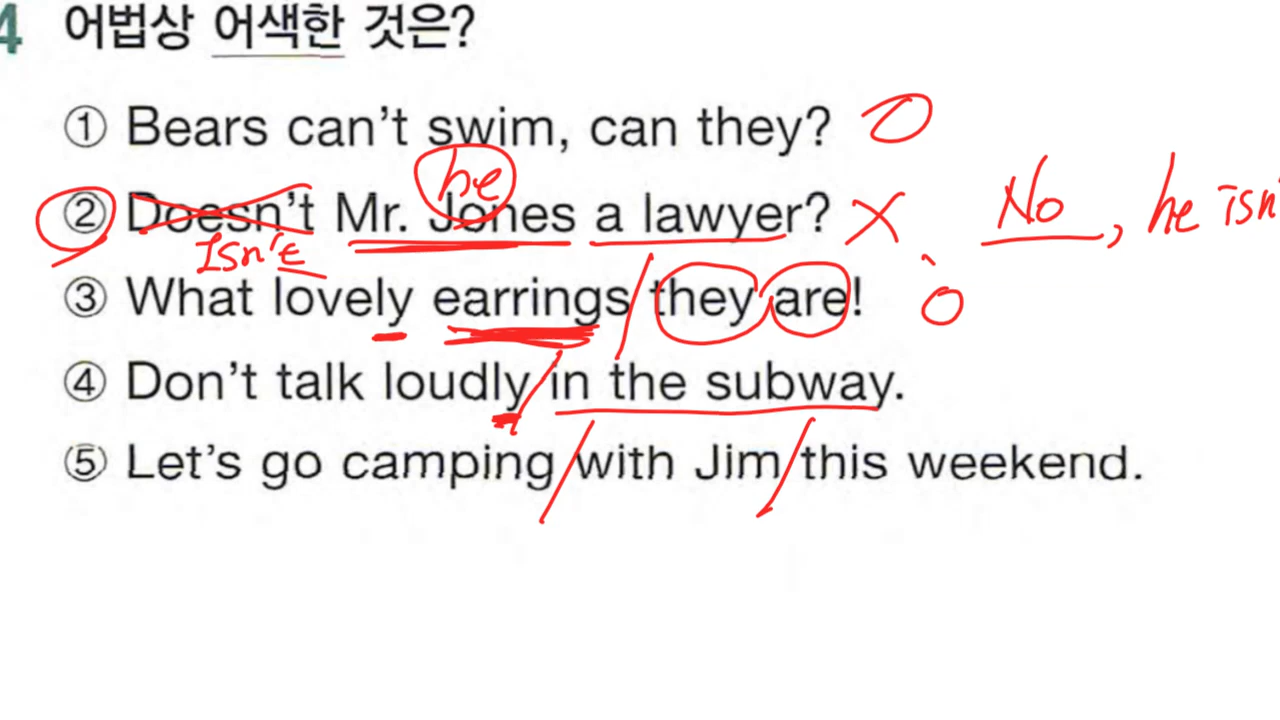 4 어법상 어색한 것은?
① Bears can't swim, can they? O
he
② Doesn't Mr. Jones a lawyer? X No, he isn'
Isn't
③ What lovely earrings they are! O
④ Don't talk loudly in the subway.
⑤ Let's go camping with Jim this weekend.